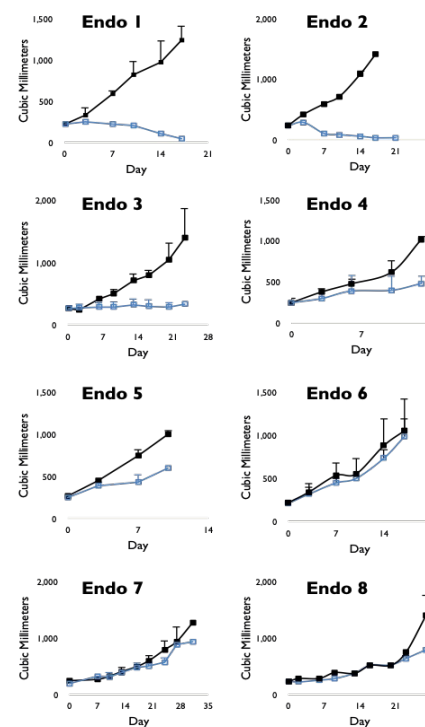 Endo 1
Cubic Millimeters
1,500
1,000
500
0
0 7 14 21
Day
Endo 2
Cubic Millimeters
2,000
1,000
0
0 7 14 21
Day
Endo 3
Cubic Millimeters
2,000
1,000
0
0 7 14 21 28
Day
Endo 4
Cubic Millimeters
1,500
1,000
500
0
0 7
Day
Endo 5
Cubic Millimeters
1,500
1,000
500
0
0 7 14
Day
Endo 6
Cubic Millimeters
1,500
1,000
500
0
0 7 14
Day
Endo 7
Cubic Millimeters
2,000
1,000
0
0 7 10 14 21 28 35
Day
Endo 8
Cubic Millimeters
2,000
1,000
0
0 7 14 21
Day